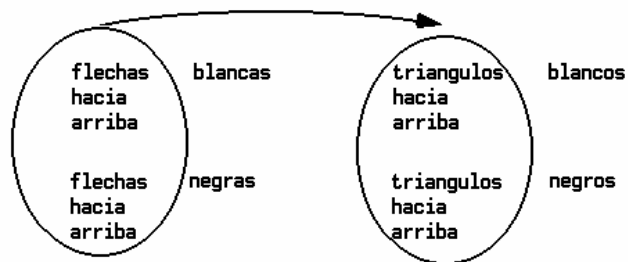 flechas blancas
hacia
arriba
flechas negras
hacia
arriba
triangulos blancos
hacia
arriba
triangulos negros
hacia
arriba